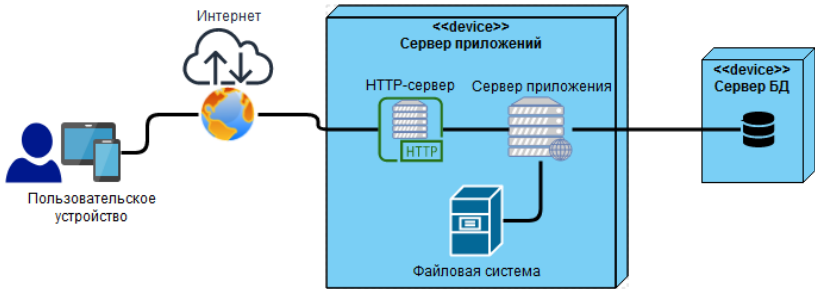 Интернет
<<device>>
Сервер приложений
HTTP-сервер
Сервер приложения
HTTP
Файловая система
<<device>>
Сервер БД
Пользовательское
устройство